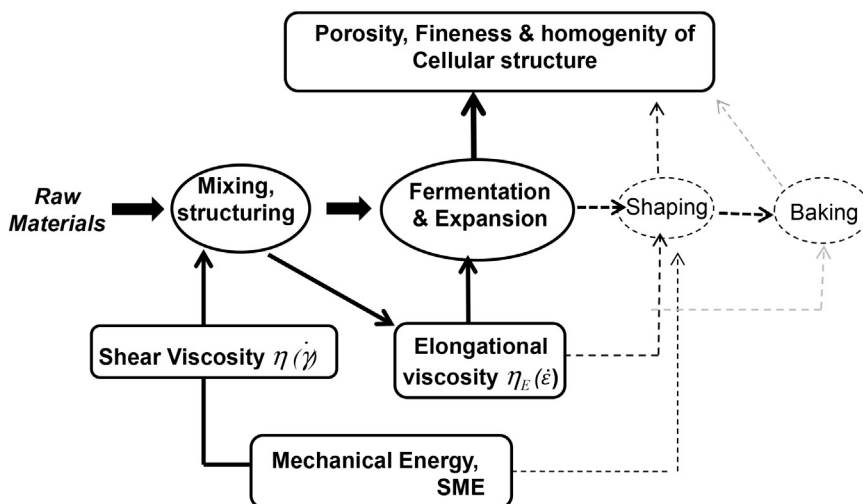 Porosity, Fineness & homogenity of
Cellular structure
Raw
Materials
Mixing,
structuring
Fermentation
& Expansion
Shaping
Baking
Shear Viscosity η (γ̇)
Elongational
viscosity η_E (ε̇)
Mechanical Energy,
SME